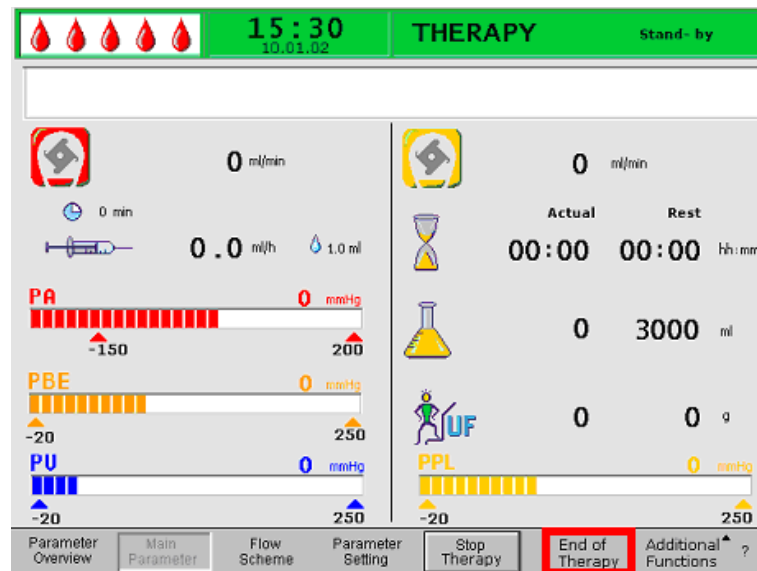 15:30
10.01.02
THERAPY
Stand- by
0 ml/min
0 min
0.0 ml/h 1.0 ml
PA 0 mmHg
-150 200
PBE 0 mmHg
-20 250
PV 0 mmHg
-20 250
0 ml/min
Actual Rest
00:00 00:00 hh:mm
0 3000 ml
UF 0 0 g
PPL 0 mmHg
-20 250
Parameter
Overview
Main
Parameter
Flow
Scheme
Parameter
Setting
Stop
Therapy
End of
Therapy
Additional
Functions
?